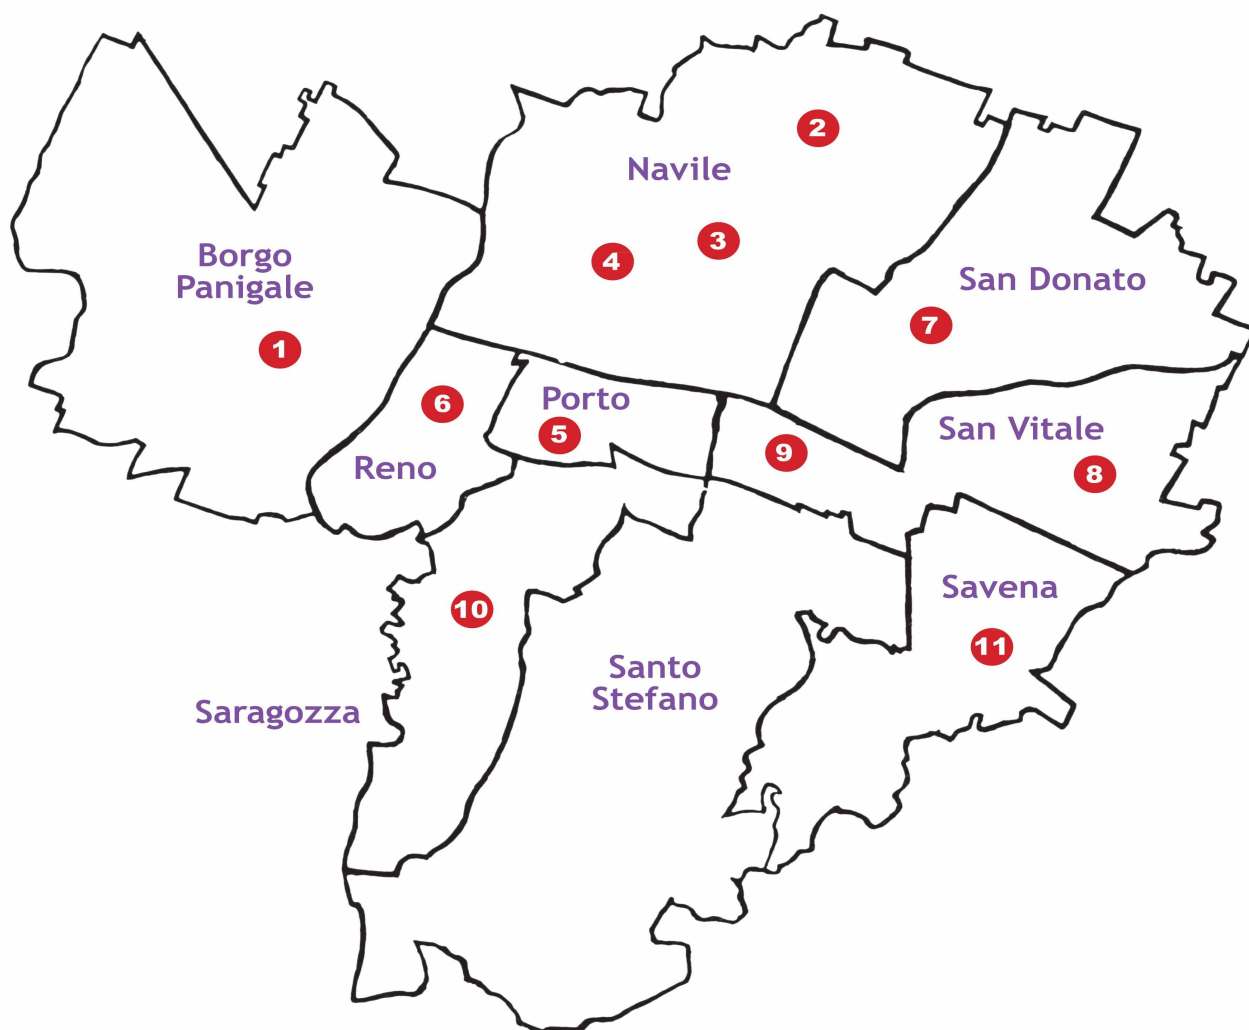 2
Navile
3
4
Borgo
Panigale
1
San Donato
7
6
Reno
Porto
5
9
San Vitale
8
10
Saragozza
Santo
Stefano
Savena
11